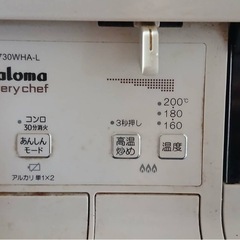 730WHA-L
aloma
ery chef
コンロ
30分消火
あんしん
モード
アルカリ 単1×2
3秒押し
高温
炒め
200℃
180
160
温度